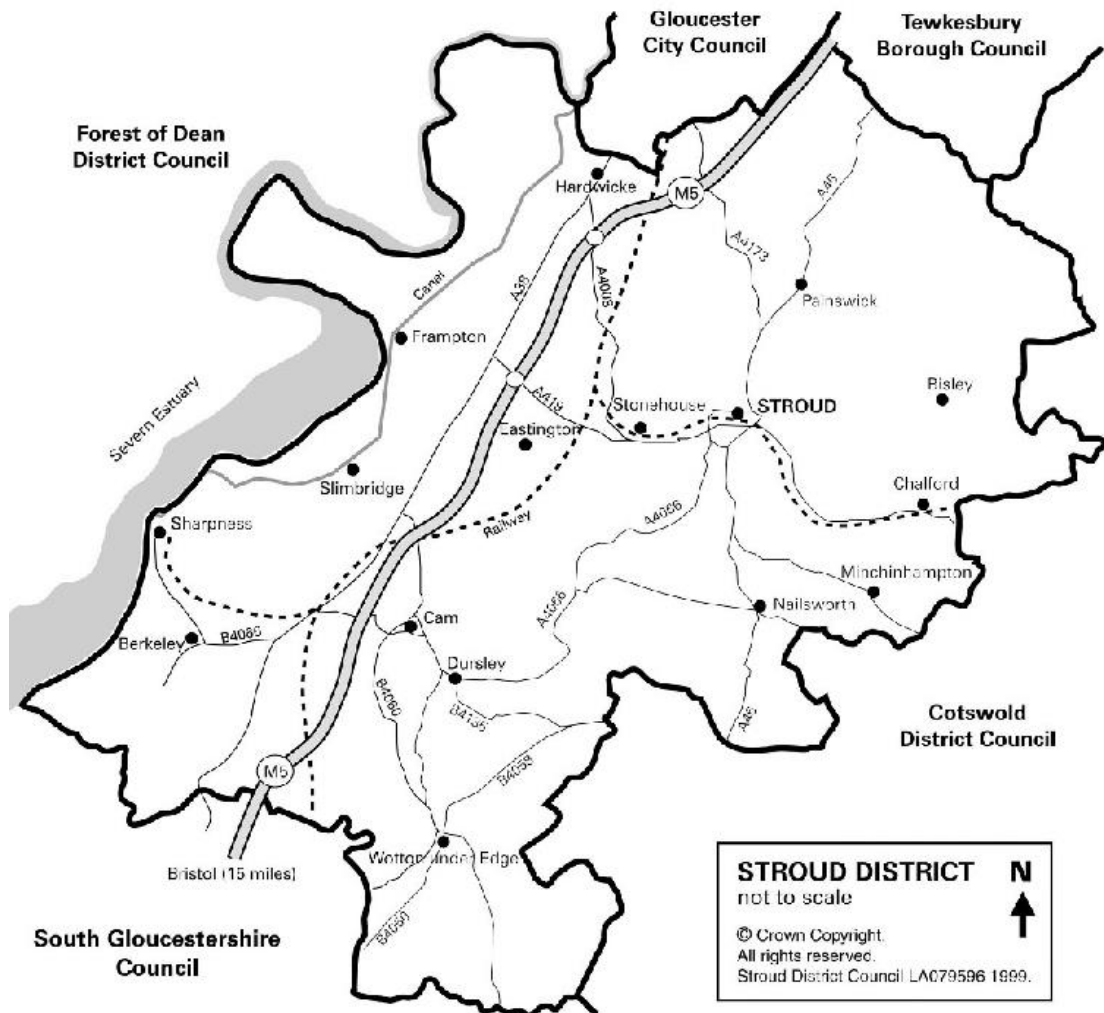 Gloucester
City Council
Tewkesbury
Borough Council
Forest of Dean
District Council
Hardwicke
M5
A46
A4173
A38
A4008
Canal
Painswick
Frampton
Severn Estuary
A419
Stonehouse
STROUD
Bisley
Eastington
Slimbridge
Chalford
Sharpness
Railway
A4066
Minchinhampton
A4066
Nailsworth
Cam
Berkeley
B4066
Dursley
B4060
B4135
A46
Cotswold
District Council
B4058
M5
Wotton under Edge
Bristol (15 miles)
B4060
South Gloucestershire
Council
STROUD DISTRICT
N
not to scale
© Crown Copyright.
All rights reserved.
Stroud District Council LA079596 1999.